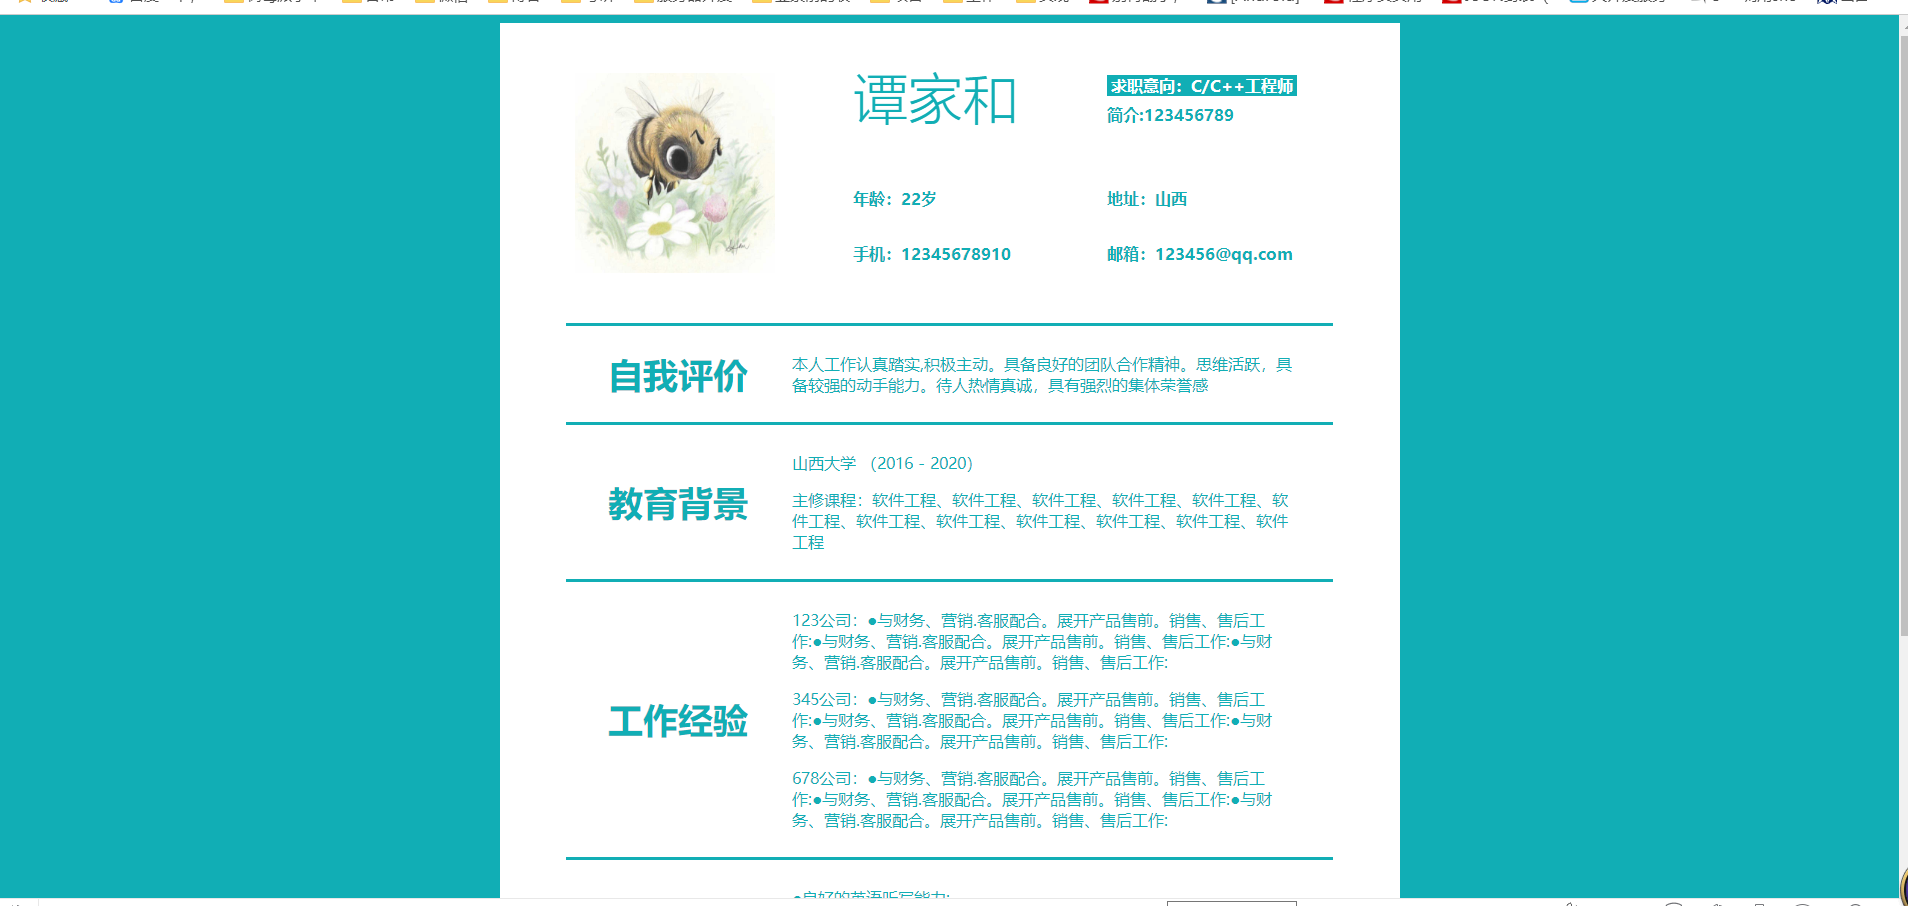 谭家和
求职意向：C/C++工程师
简介:123456789
年龄：22岁
地址：山西
手机：12345678910
邮箱：123456@qq.com
自我评价
本人工作认真踏实,积极主动。具备良好的团队合作精神。思维活跃，具
备较强的动手能力。待人热情真诚，具有强烈的集体荣誉感
教育背景
山西大学 （2016 - 2020）
主修课程：软件工程、软件工程、软件工程、软件工程、软件工程、软
件工程、软件工程、软件工程、软件工程、软件工程、软件工程、软件
工程
工作经验
123公司：●与财务、营销.客服配合。展开产品售前。销售、售后工
作:●与财务、营销.客服配合。展开产品售前。销售、售后工作:●与财
务、营销.客服配合。展开产品售前。销售、售后工作:
345公司：●与财务、营销.客服配合。展开产品售前。销售、售后工
作:●与财务、营销.客服配合。展开产品售前。销售、售后工作:●与财
务、营销.客服配合。展开产品售前。销售、售后工作:
678公司：●与财务、营销.客服配合。展开产品售前。销售、售后工
作:●与财务、营销.客服配合。展开产品售前。销售、售后工作:●与财
务、营销.客服配合。展开产品售前。销售、售后工作:
●良好的英语听写能力: